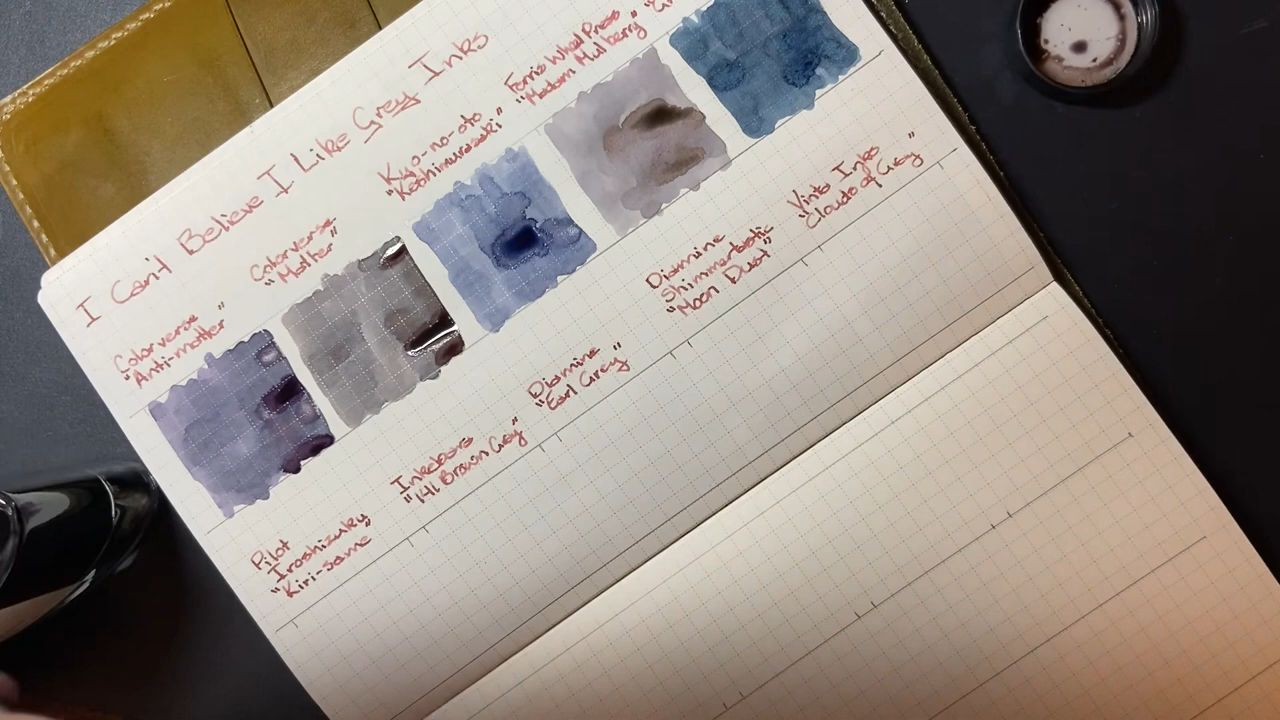 I Can't Believe I Like Grey Inks
Colorverse
"Anti-matter"
Colorverse
"Matter"
Kyo-no-oto
"Keshimurasaki"
Ferris Wheel Press
"Madam Mulberry"
Pilot
Iroshizuku
"Kiri-same"
Inkebara
"141 Brown Grey"
Diamine
"Earl Grey"
Diamine
Shimmertastic
"Moon Dust"
Vinta Inks
"Clouds of Grey"